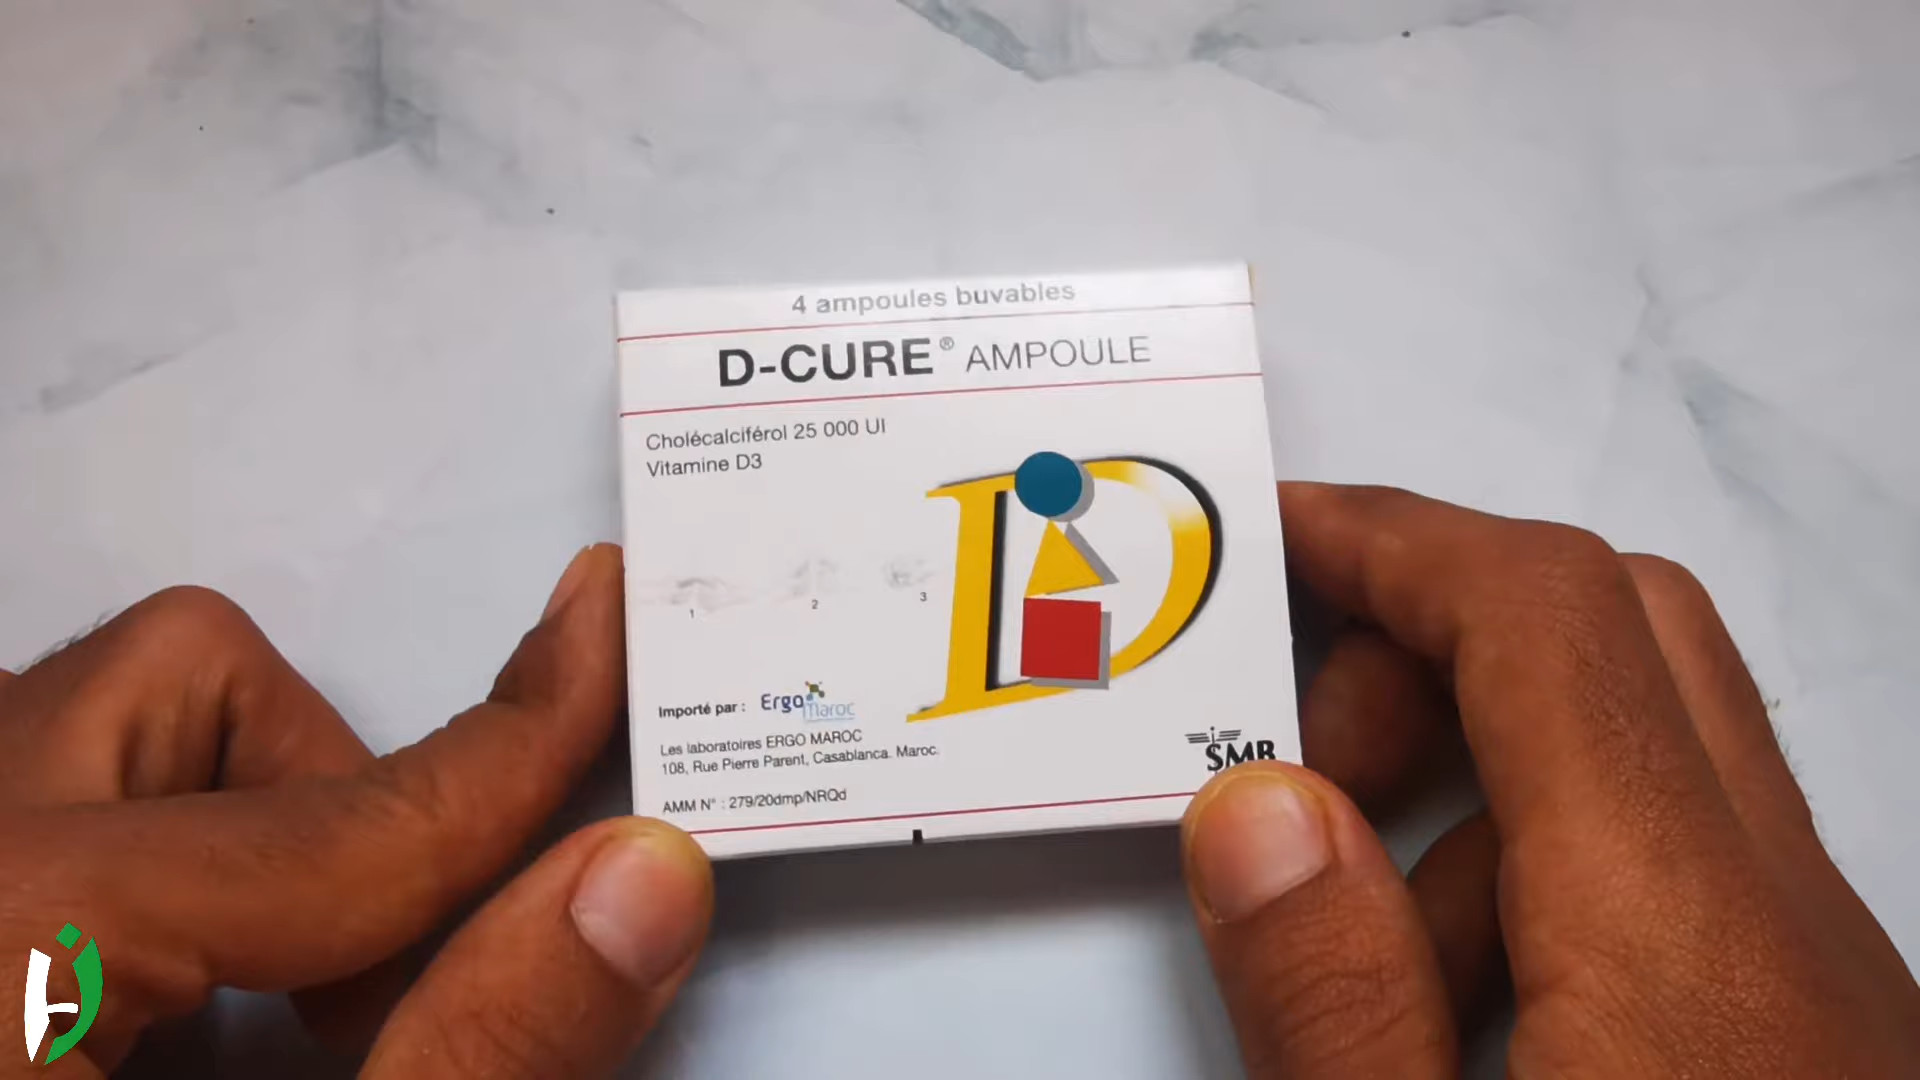 4 ampoules buvables
D-CURE® AMPOULE
Cholécalciférol 25 000 UI
Vitamine D3
1 2 3
Importé par : Ergo Maroc
Les laboratoires ERGO MAROC
108, Rue Pierre Parent, Casablanca. Maroc.
AMM N° : 279/20dmp/NRQd
SMB